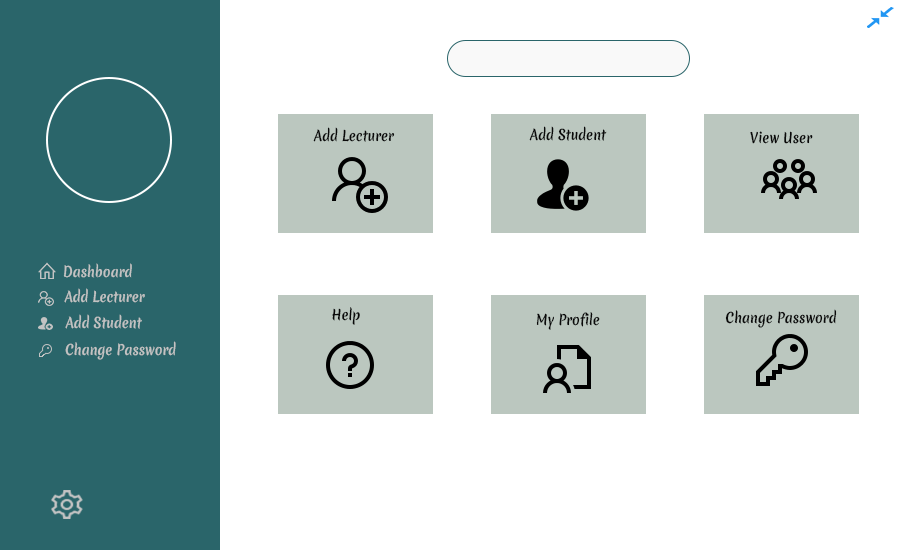 Dashboard
Add Lecturer
Add Student
Change Password
Add Lecturer
Add Student
View User
Help
My Profile
Change Password